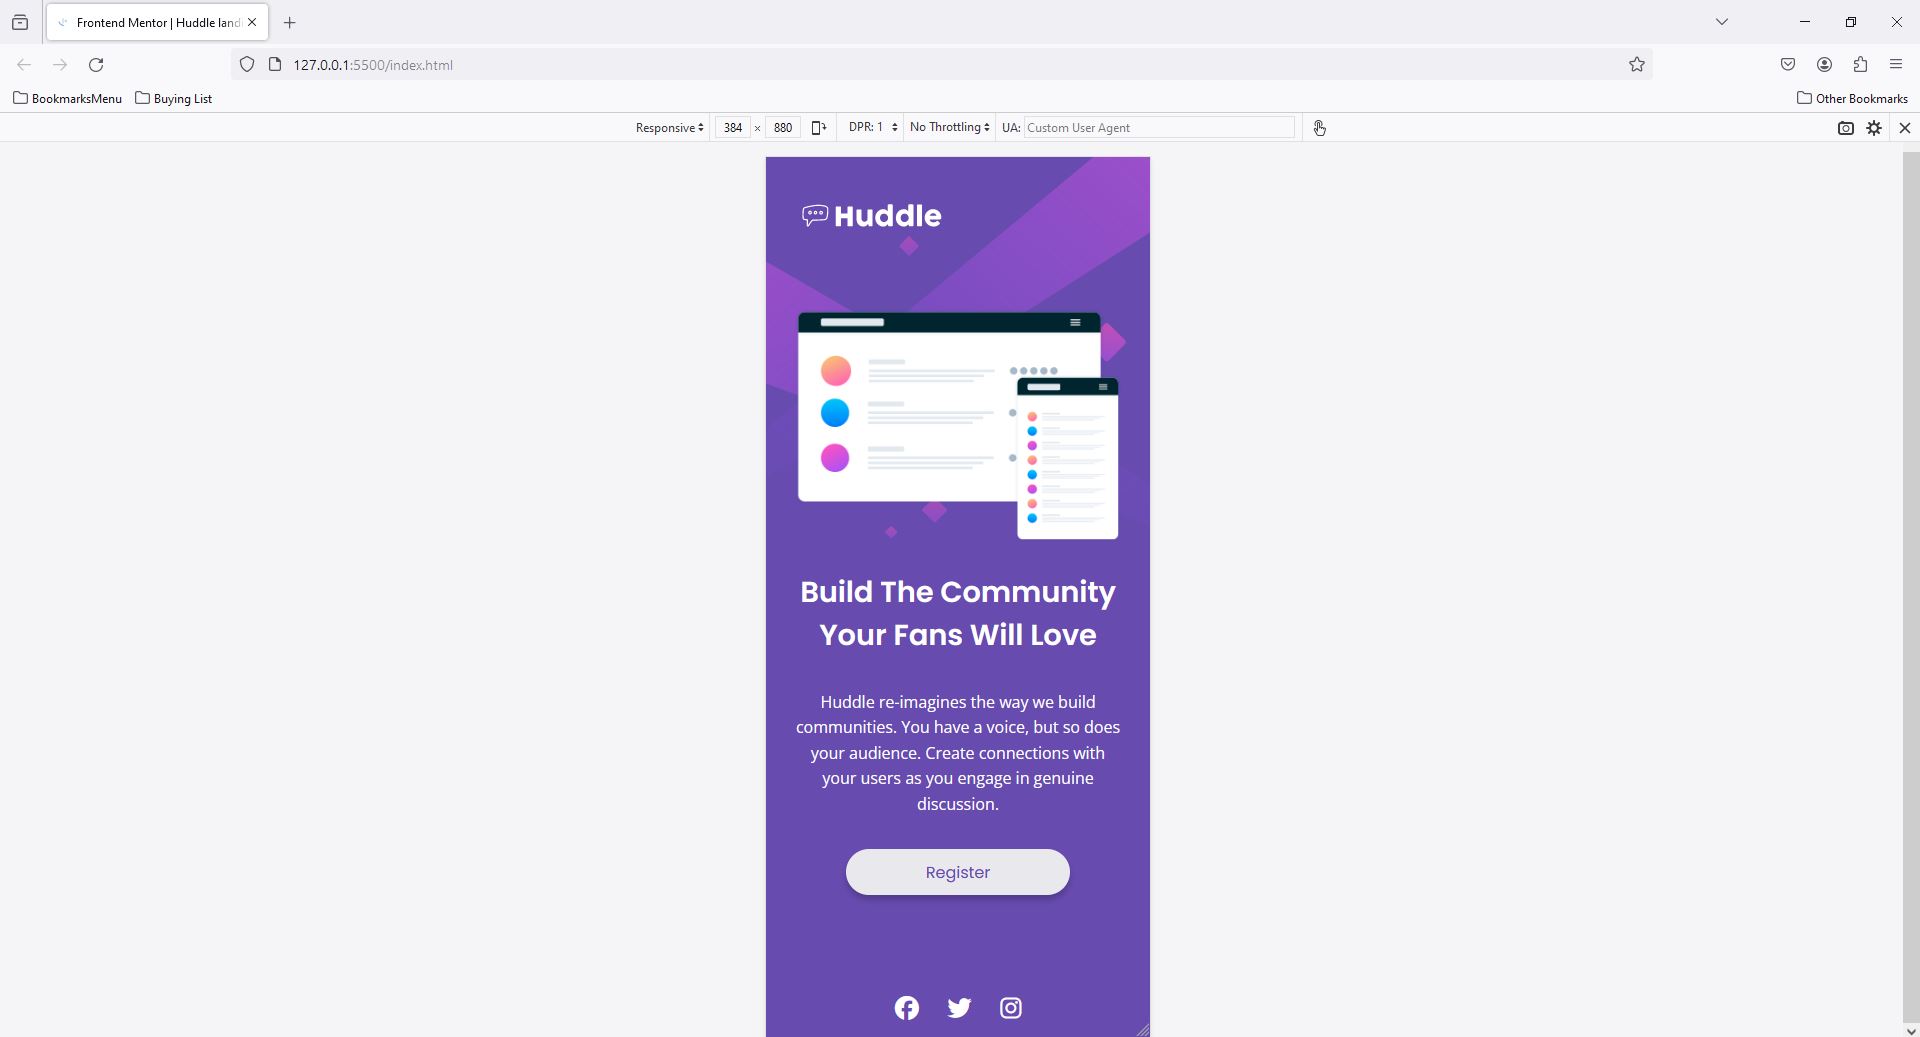 Frontend Mentor | Huddle landi
127.0.0.1:5500/index.html
BookmarksMenu
Buying List
Other Bookmarks
Responsive
384 × 880
DPR: 1
No Throttling
UA: Custom User Agent
Huddle
Build The Community
Your Fans Will Love
Huddle re-imagines the way we build
communities. You have a voice, but so does
your audience. Create connections with
your users as you engage in genuine
discussion.
Register